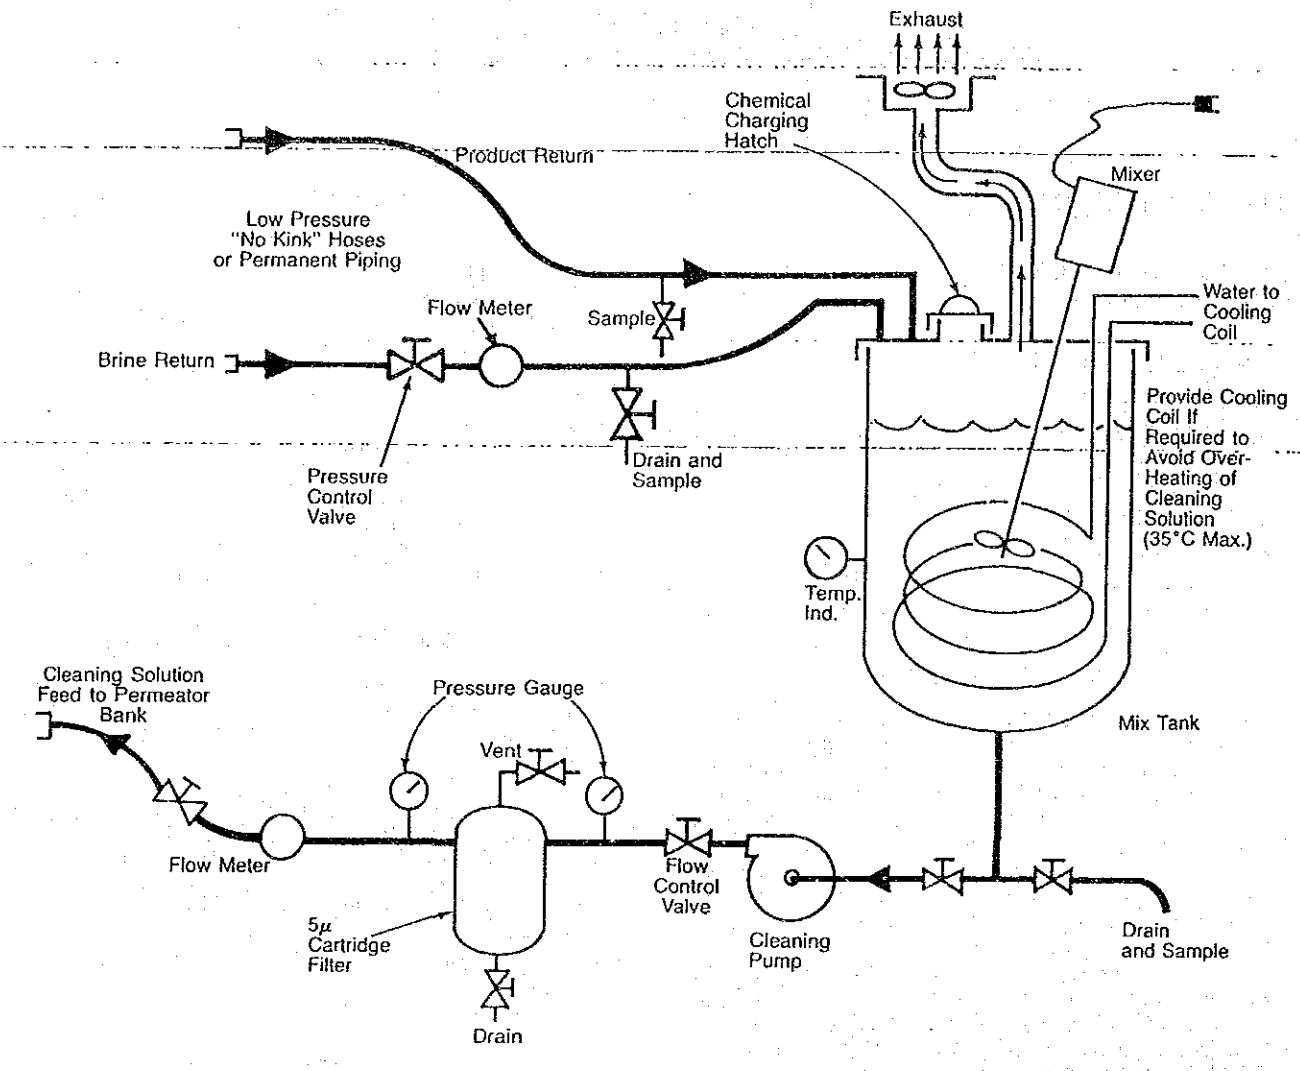 Exhaust
Chemical
Charging
Hatch
Product Return
Mixer
Low Pressure
"No Kink" Hoses
or Permanent Piping
Water to
Cooling
Coil
Flow Meter
Sample
Brine Return
Provide Cooling
Coil If
Required to
Avoid Over-
Heating of
Cleaning
Solution
(35°C Max.)
Drain and
Sample
Pressure
Control
Valve
Temp.
Ind.
Cleaning Solution
Feed to Permeator
Bank
Pressure Gauge
Mix Tank
Vent
Flow Meter
Flow
Control
Valve
5μ
Cartridge
Filter
Cleaning
Pump
Drain
and Sample
Drain